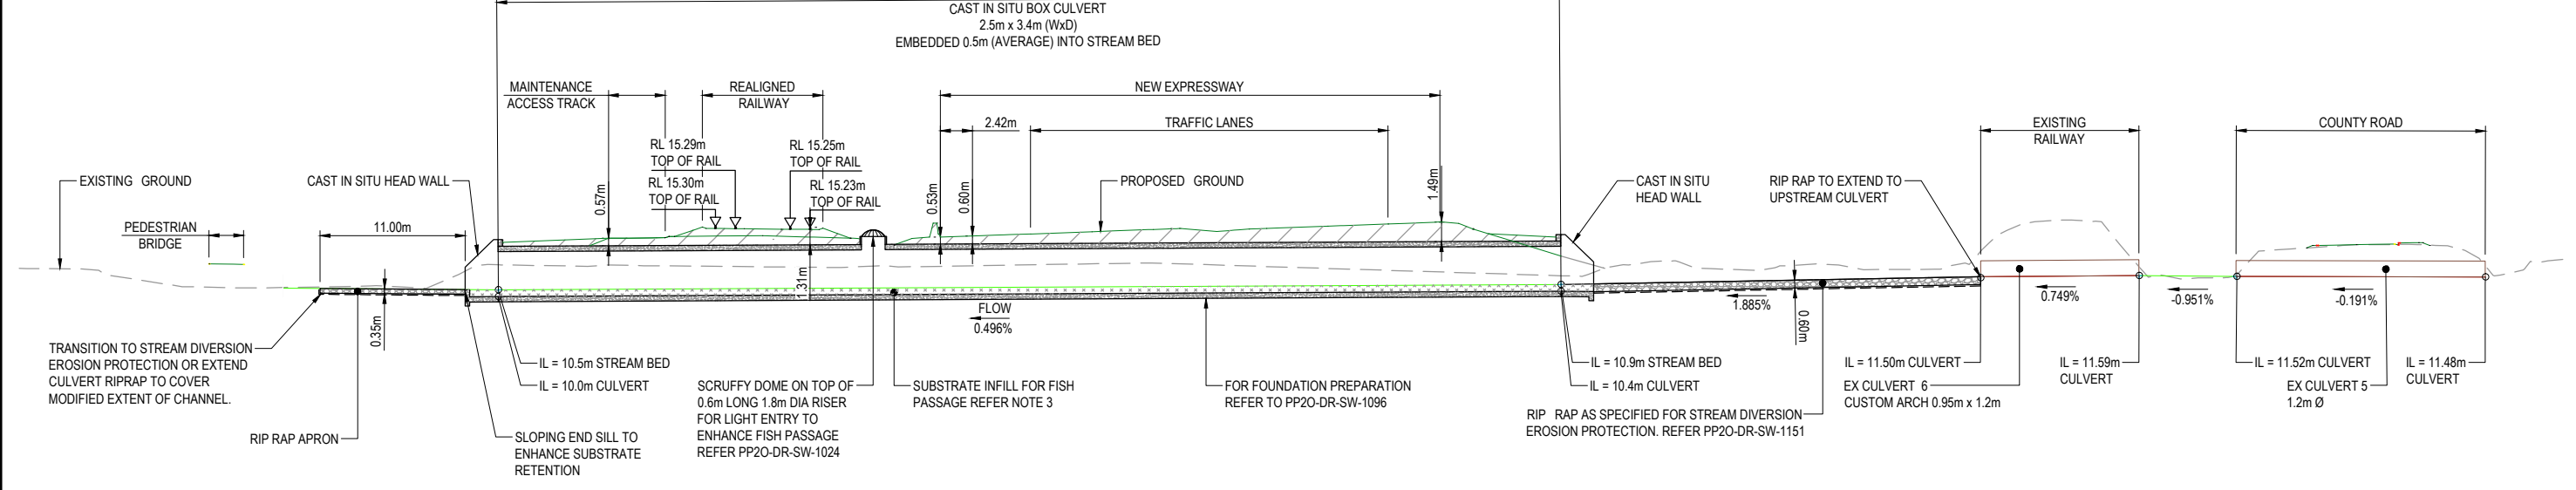 CAST IN SITU BOX CULVERT
2.5m x 3.4m (WxD)
EMBEDDED 0.5m (AVERAGE) INTO STREAM BED
MAINTENANCE
ACCESS TRACK
REALIGNED
RAILWAY
NEW EXPRESSWAY
2.42m
TRAFFIC LANES
EXISTING
RAILWAY
COUNTY ROAD
RL 15.29m
TOP OF RAIL
RL 15.25m
TOP OF RAIL
RL 15.30m
TOP OF RAIL
RL 15.23m
TOP OF RAIL
EXISTING GROUND
CAST IN SITU HEAD WALL
0.57m
0.53m
0.60m
PROPOSED GROUND
1.49m
CAST IN SITU
HEAD WALL
RIP RAP TO EXTEND TO
UPSTREAM CULVERT
PEDESTRIAN
BRIDGE
11.00m
1.31m
0.35m
FLOW
0.496%
1.885%
0.60m
0.749%
-0.951%
-0.191%
TRANSITION TO STREAM DIVERSION
EROSION PROTECTION OR EXTEND
CULVERT RIPRAP TO COVER
MODIFIED EXTENT OF CHANNEL.
IL = 10.5m STREAM BED
IL = 10.0m CULVERT
SCRUFFY DOME ON TOP OF
0.6m LONG 1.8m DIA RISER
FOR LIGHT ENTRY TO
ENHANCE FISH PASSAGE
REFER PP2O-DR-SW-1024
SUBSTRATE INFILL FOR FISH
PASSAGE REFER NOTE 3
FOR FOUNDATION PREPARATION
REFER TO PP2O-DR-SW-1096
IL = 10.9m STREAM BED
IL = 10.4m CULVERT
RIP RAP AS SPECIFIED FOR STREAM DIVERSION
EROSION PROTECTION. REFER PP2O-DR-SW-1151
IL = 11.50m CULVERT
EX CULVERT 6
CUSTOM ARCH 0.95m x 1.2m
IL = 11.59m
CULVERT
IL = 11.52m CULVERT
EX CULVERT 5
1.2m Ø
IL = 11.48m
CULVERT
RIP RAP APRON
SLOPING END SILL TO
ENHANCE SUBSTRATE
RETENTION